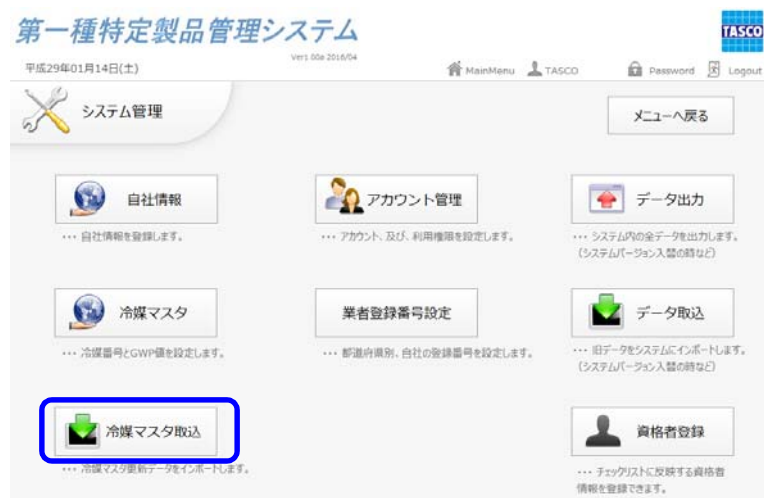 第一種特定製品管理システム
TASCO
平成29年01月14日(土)
Ver1.00a 2016/04
MainMenu
TASCO
Password
Logout
システム管理
メニューへ戻る
自社情報
アカウント管理
データ出力
… 自社情報を登録します。
… アカウント、及び、利用権限を設定します。
… システム内の全データを出力します。
(システムバージョン入替の時など)
冷媒マスタ
業者登録番号設定
データ取込
… 冷媒番号とGWP値を設定します。
… 都道府県別、自社の登録番号を設定します。
… 旧データをシステムにインポートします。
(システムバージョン入替の時など)
冷媒マスタ取込
資格者登録
… 冷媒マスタ更新データをインポートします。
… チェックリストに反映する資格者
情報を登録できます。